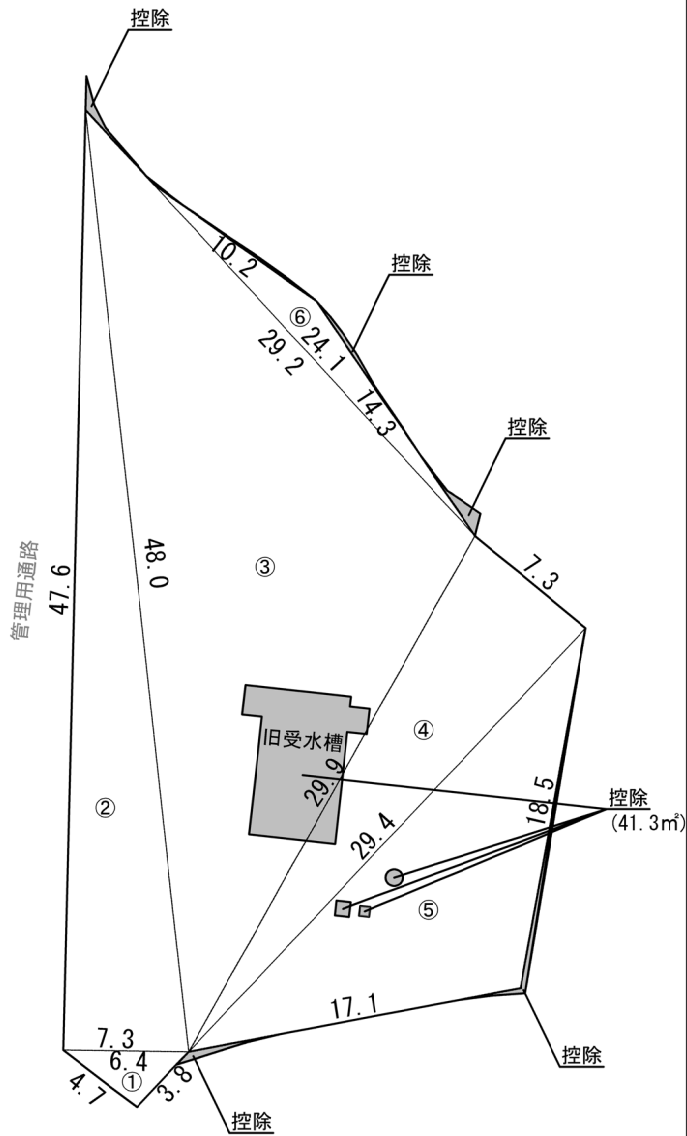 控除
10.2
控除
⑥
24.1
29.2
14.3
控除
7.3
管理用通路
47.6
48.0
③
④
旧受水槽
29.9
②
控除
(41.3㎡)
18.5
29.4
⑤
17.1
7.3
6.4
①
4.7
3.8
控除
控除